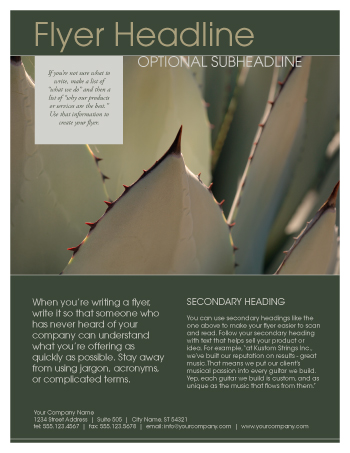 Flyer Headline
OPTIONAL SUBHEADLINE
If you're not sure what to
write, make a list of
"what we do" and then a
list of "why our products
or services are the best."
Use that information to
create your flyer.
When you're writing a flyer,
write it so that someone who
has never heard of your
company can understand
what you're offering as
quickly as possible. Stay away
from using jargon, acronyms,
or complicated terms.
SECONDARY HEADING
You can use secondary headings like the
one above to make your flyer easier to scan
and read. Follow your secondary heading
with text that helps sell your product or
idea. For example, "at Kustom Strings Inc.,
we've built our reputation on results - great
music. That means we put our client's
musical passion into every guitar we build.
Yep, each guitar we build is custom, and as
unique as the music that flows from them."
Your Company Name
1234 Street Address | Suite 505 | City Name, ST 54321
tel: 555.123.4567 | fax 555.123.5678 | email: info@yourcompany.com | www.yourcompany.com